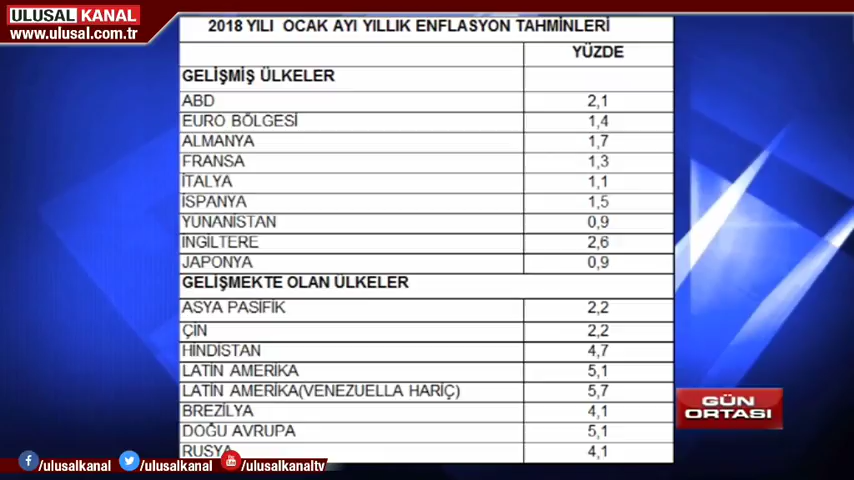 ULUSAL KANAL
www.ulusal.com.tr
2018 YILI OCAK AYI YILLIK ENFLASYON TAHMİNLERİ
YÜZDE
GELİŞMİŞ ÜLKELER
ABD 2,1
EURO BÖLGESİ 1,4
ALMANYA 1,7
FRANSA 1,3
İTALYA 1,1
İSPANYA 1,5
YUNANİSTAN 0,9
İNGİLTERE 2,6
JAPONYA 0,9
GELİŞMEKTE OLAN ÜLKELER
ASYA PASİFİK 2,2
ÇİN 2,2
HİNDİSTAN 4,7
LATİN AMERİKA 5,1
LATİN AMERİKA(VENEZUELLA HARİÇ) 5,7
BREZİLYA 4,1
DOĞU AVRUPA 5,1
RUSYA 4,1
GÜN
ORTASI
/ulusalkanal /ulusalkanal /ulusalkanaltv